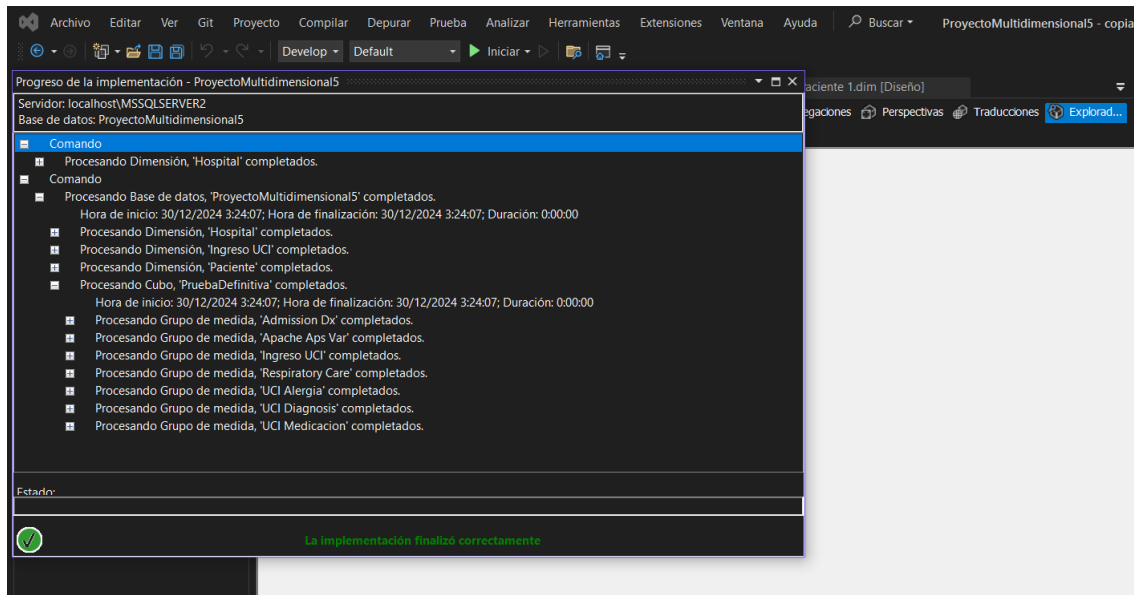 Archivo Editar Ver Git Proyecto Compilar Depurar Prueba Analizar Herramientas Extensiones Ventana Ayuda Buscar ProyectoMultidimensional5 - copia
Develop Default Iniciar
Progreso de la implementación - ProyectoMultidimensional5
aciente 1.dim [Diseño]
Servidor: localhost\MSSQLSERVER2
Base de datos: ProyectoMultidimensional5
egaciones Perspectivas Traducciones Explorad...
Comando
Procesando Dimensión, 'Hospital' completados.
Comando
Procesando Base de datos, 'ProyectoMultidimensional5' completados.
Hora de inicio: 30/12/2024 3:24:07; Hora de finalización: 30/12/2024 3:24:07; Duración: 0:00:00
Procesando Dimensión, 'Hospital' completados.
Procesando Dimensión, 'Ingreso UCI' completados.
Procesando Dimensión, 'Paciente' completados.
Procesando Cubo, 'PruebaDefinitiva' completados.
Hora de inicio: 30/12/2024 3:24:07; Hora de finalización: 30/12/2024 3:24:07; Duración: 0:00:00
Procesando Grupo de medida, 'Admission Dx' completados.
Procesando Grupo de medida, 'Apache Aps Var' completados.
Procesando Grupo de medida, 'Ingreso UCI' completados.
Procesando Grupo de medida, 'Respiratory Care' completados.
Procesando Grupo de medida, 'UCI Alergia' completados.
Procesando Grupo de medida, 'UCI Diagnosis' completados.
Procesando Grupo de medida, 'UCI Medicacion' completados.
Estado:
La implementación finalizó correctamente